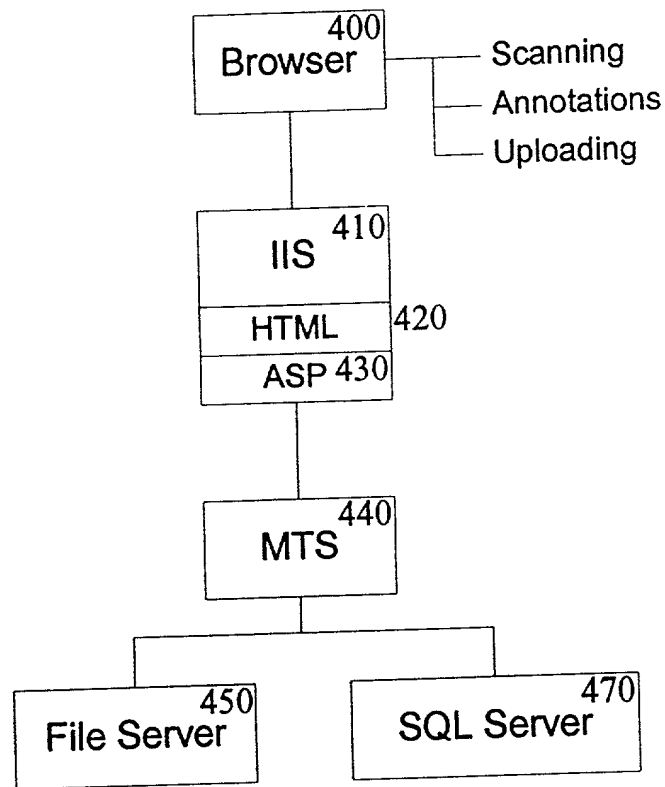 400
Browser
Scanning
Annotations
Uploading
410
IIS
HTML
420
ASP 430
440
MTS
450
File Server
470
SQL Server